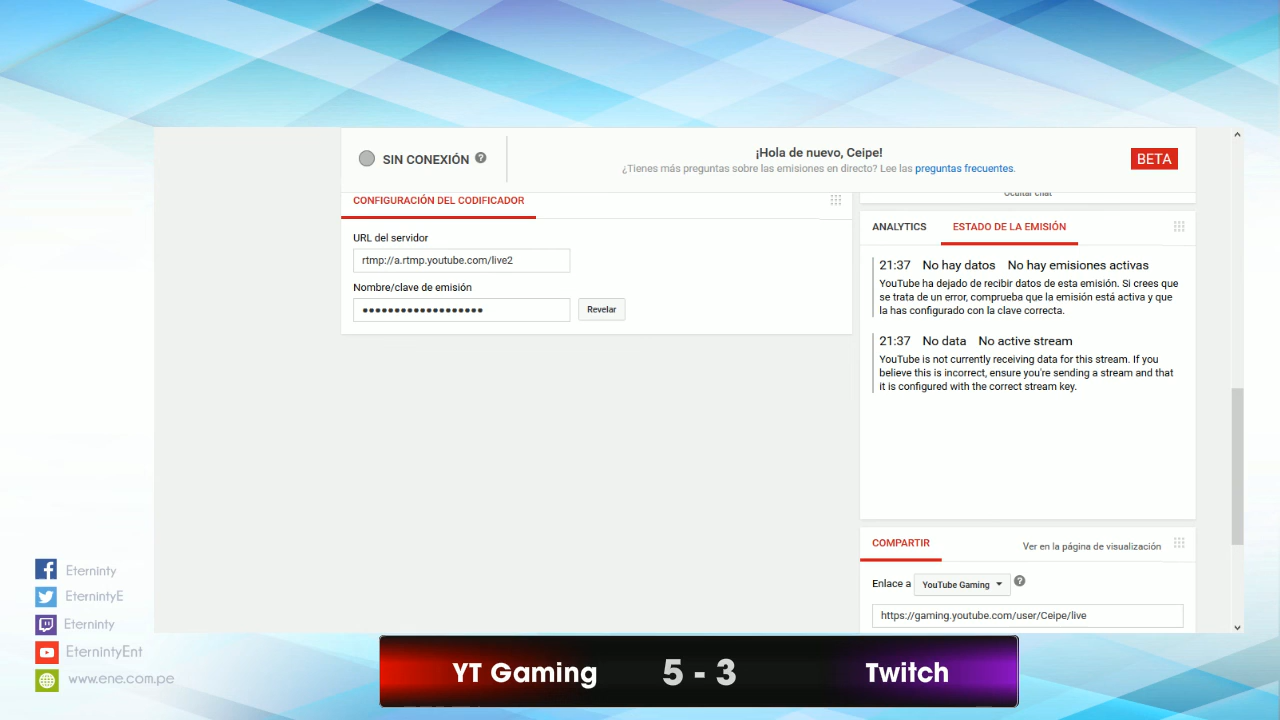 SIN CONEXIÓN
¡Hola de nuevo, Ceipe!
¿Tienes más preguntas sobre las emisiones en directo? Lee las preguntas frecuentes.
BETA
CONFIGURACIÓN DEL CODIFICADOR
URL del servidor
rtmp://a.rtmp.youtube.com/live2
Nombre/clave de emisión
Revelar
Ocultar chat
ANALYTICS
ESTADO DE LA EMISIÓN
21:37 No hay datos No hay emisiones activas
YouTube ha dejado de recibir datos de esta emisión. Si crees que
se trata de un error, comprueba que la emisión está activa y que
la has configurado con la clave correcta.
21:37 No data No active stream
YouTube is not currently receiving data for this stream. If you
believe this is incorrect, ensure you're sending a stream and that
it is configured with the correct stream key.
COMPARTIR
Ver en la página de visualización
Enlace a YouTube Gaming
https://gaming.youtube.com/user/Ceipe/live
Eterninty
EternintyE
Eterninty
EternintyEnt
www.ene.com.pe
YT Gaming 5 - 3 Twitch